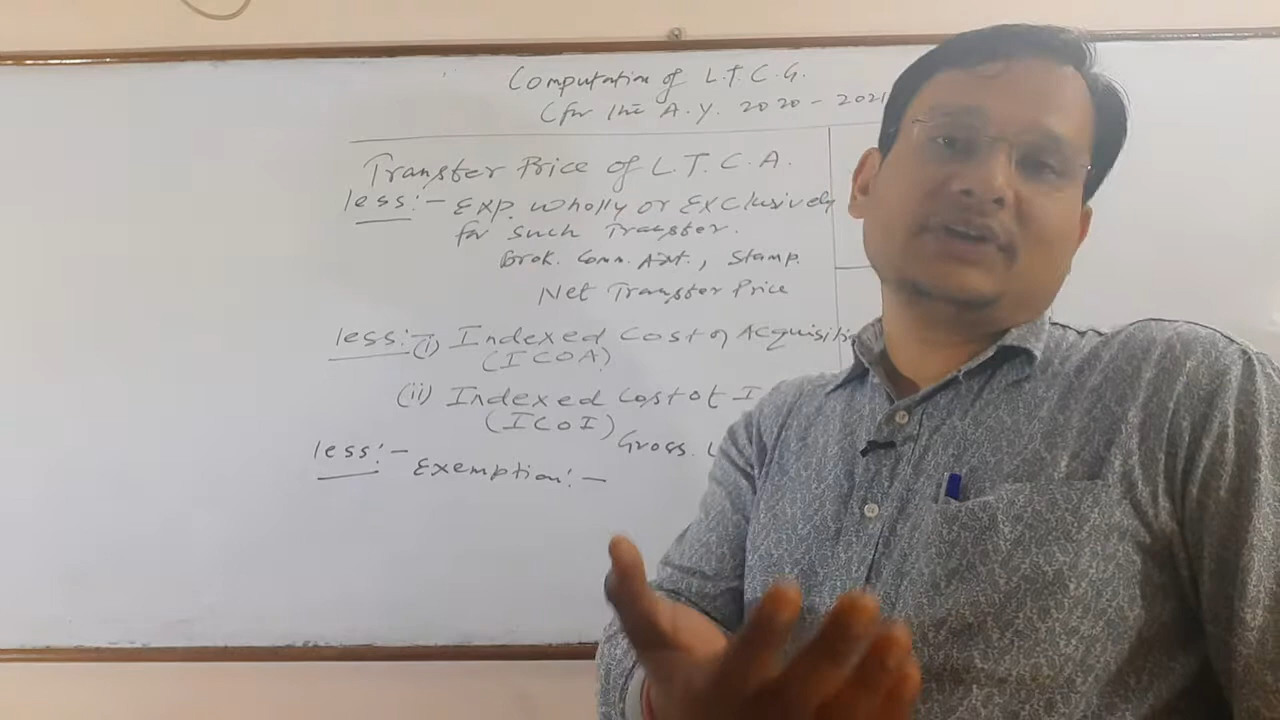 Computation of L.T.C.G.
(for the A.Y. 2020-2021
Transfer Price of L.T.C.A.
less:- Exp. wholly or Exclusively
for such Transfer.
Brok. Comm. , Stamp.
Net Transfer Price
less:- (i) Indexed Cost of Acquisiti
(ICOA)
(ii) Indexed Cost of I
(ICOI)
Gross.
less:-
Exemption:-